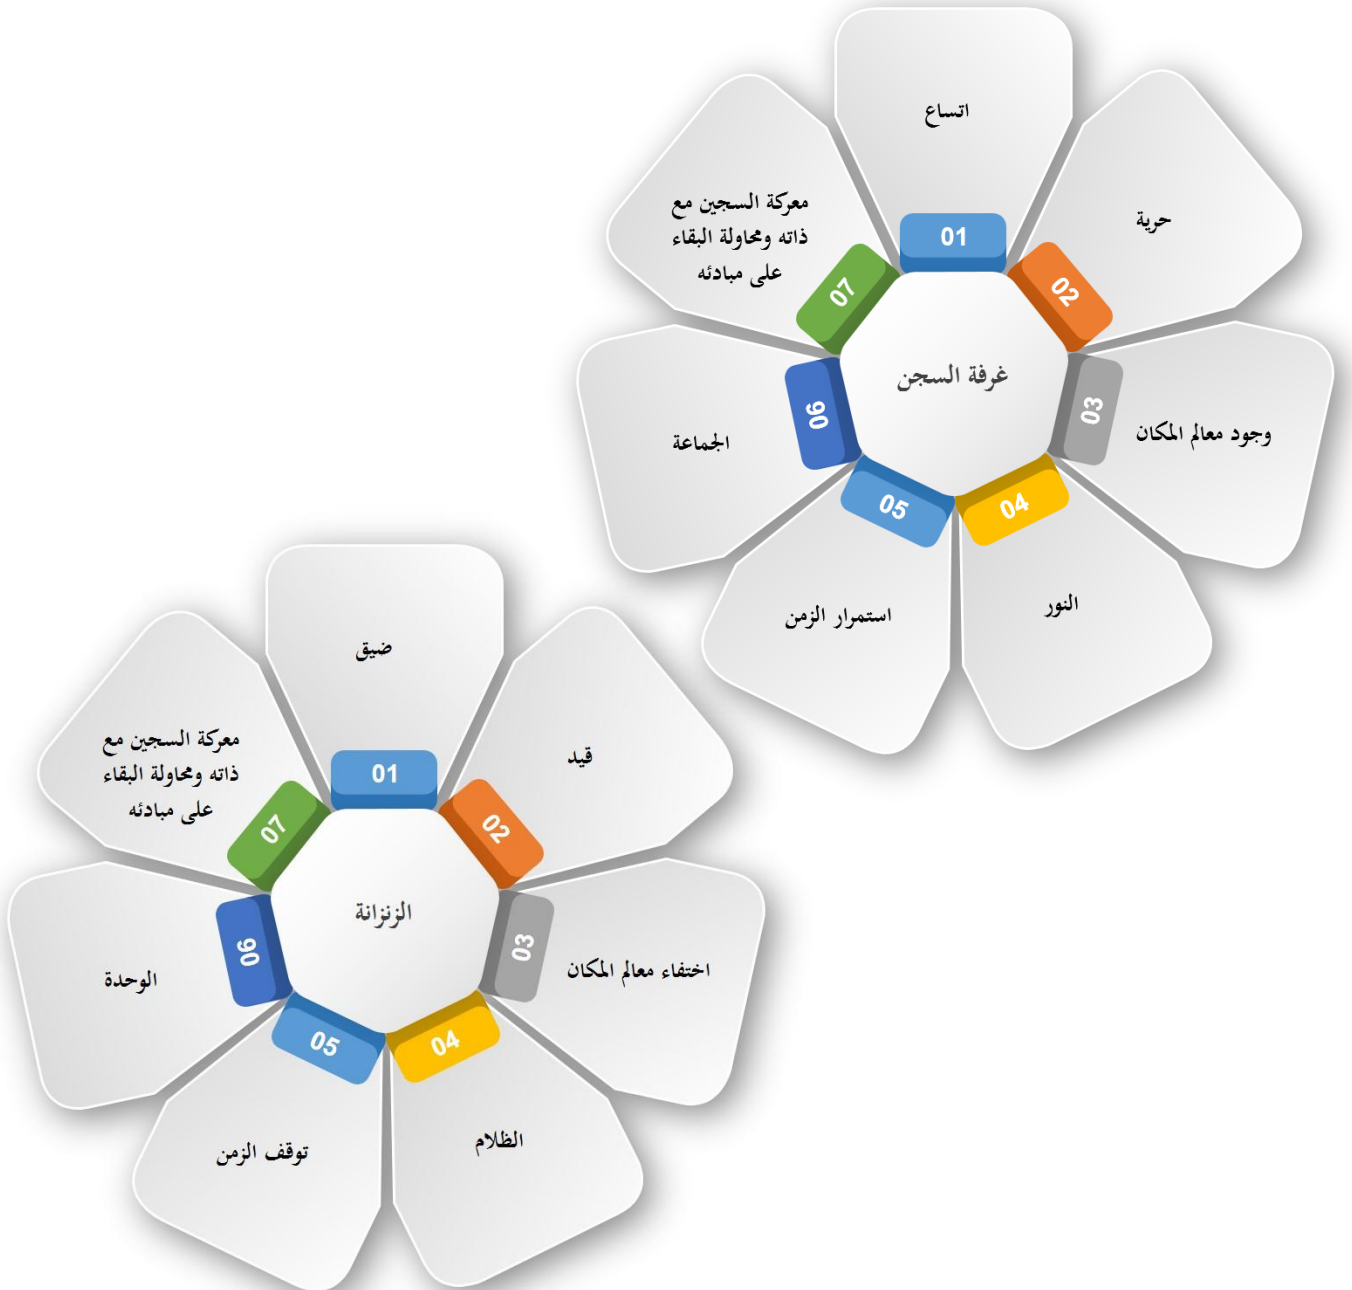 غرفة السجن
01
اتساع
02
حرية
03
وجود معالم المكان
04
النور
05
استمرار الزمن
06
الجماعة
07
معركة السجين مع
ذاته ومحاولة البقاء
على مبادئه
الزنزانة
01
ضيق
02
قيد
03
اختفاء معالم المكان
04
الظلام
05
توقف الزمن
06
الوحدة
07
معركة السجين مع
ذاته ومحاولة البقاء
على مبادئه